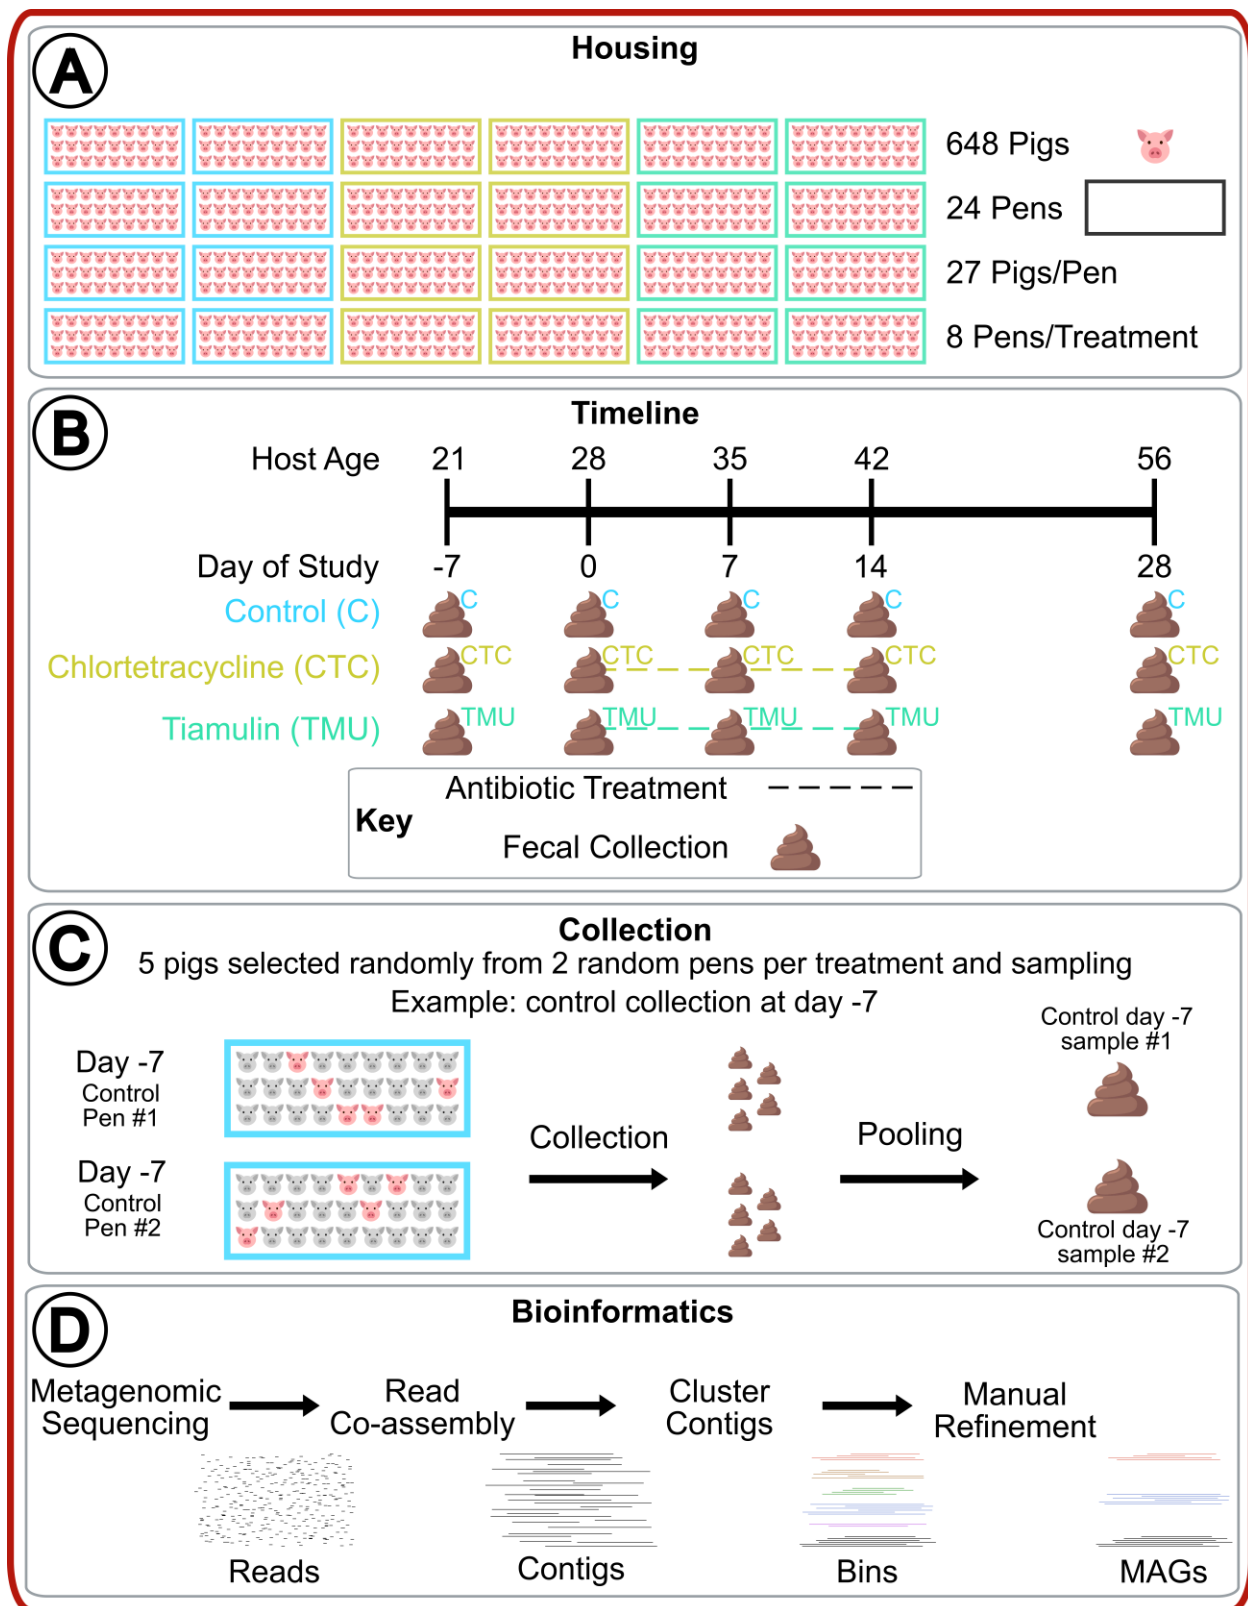 A
Housing
648 Pigs
24 Pens
27 Pigs/Pen
8 Pens/Treatment
B
Timeline
Host Age 21 28 35 42 56
Day of Study -7 0 7 14 28
Control (C) C C C C C
Chlortetracycline (CTC) CTC CTC CTC CTC CTC
Tiamulin (TMU) TMU TMU TMU TMU TMU
Key
Antibiotic Treatment
Fecal Collection
C
Collection
5 pigs selected randomly from 2 random pens per treatment and sampling
Example: control collection at day -7
Day -7
Control
Pen #1
Day -7
Control
Pen #2
Collection
Pooling
Control day -7
sample #1
Control day -7
sample #2
D
Bioinformatics
Metagenomic
Sequencing
Read
Co-assembly
Cluster
Contigs
Manual
Refinement
Reads
Contigs
Bins
MAGs